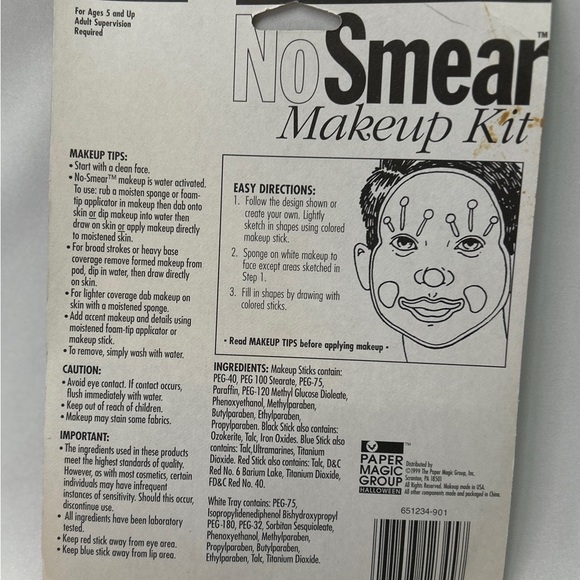 For Ages 5 and Up
Adult Supervision
Required
No Smear™
Makeup Kit
MAKEUP TIPS:
• Start with a clean face.
• No-Smear™ makeup is water activated.
To use: rub a moisten sponge or foam-
tip applicator in makeup then dab onto
skin or dip makeup into water then
draw on skin or apply makeup directly
to moistened skin.
• For broad strokes or heavy base
coverage remove formed makeup from
pad, dip in water, then draw directly
on skin.
• For lighter coverage dab makeup on
skin with a moistened sponge.
• Add accent makeup and details using
moistened foam-tip applicator or
makeup stick.
• To remove, simply wash with water.
CAUTION:
• Avoid eye contact. If contact occurs,
flush immediately with water.
• Keep out of reach of children.
• Makeup may stain some fabrics.
IMPORTANT:
• The ingredients used in these products
meet the highest standards of quality.
However, as with most cosmetics, certain
individuals may have infrequent
instances of sensitivity. Should this occur,
discontinue use.
• All ingredients have been laboratory
tested.
• Keep red stick away from eye area.
• Keep blue stick away from lip area.
EASY DIRECTIONS:
1. Follow the design shown or
create your own. Lightly
sketch in shapes using colored
makeup stick.
2. Sponge on white makeup to
face except areas sketched in
Step 1.
3. Fill in shapes by drawing with
colored sticks.
• Read MAKEUP TIPS before applying makeup •
INGREDIENTS: Makeup Sticks contain:
PEG-40, PEG 100 Stearate, PEG-75,
Paraffin, PEG-120 Methyl Glucose Dioleate,
Phenoxyethanol, Methylparaben,
Butylparaben, Ethylparaben,
Propylparaben. Black Stick also contains:
Ozokerite, Talc, Iron Oxides. Blue Stick also
contains: Talc,Ultramarines, Titanium
Dioxide. Red Stick also contains: Talc, D&C
Red No. 6 Barium Lake, Titanium Dioxide,
FD&C Red No. 40.
White Tray contains: PEG-75,
Isopropylidenediphenol Bishydroxypropyl
PEG-180, PEG-32, Sorbitan Sesquioleate,
Phenoxyethanol, Methylparaben,
Propylparaben, Butylparaben,
Ethylparaben, Talc, Titanium Dioxide.
PAPER
MAGIC
GROUP™
HALLOWEEN
Distributed by
©1999 The Paper Magic Group, Inc.
Scranton, PA 18501
All Rights Reserved. Makeup made in USA.
All other components made and packaged in China.
651234-901